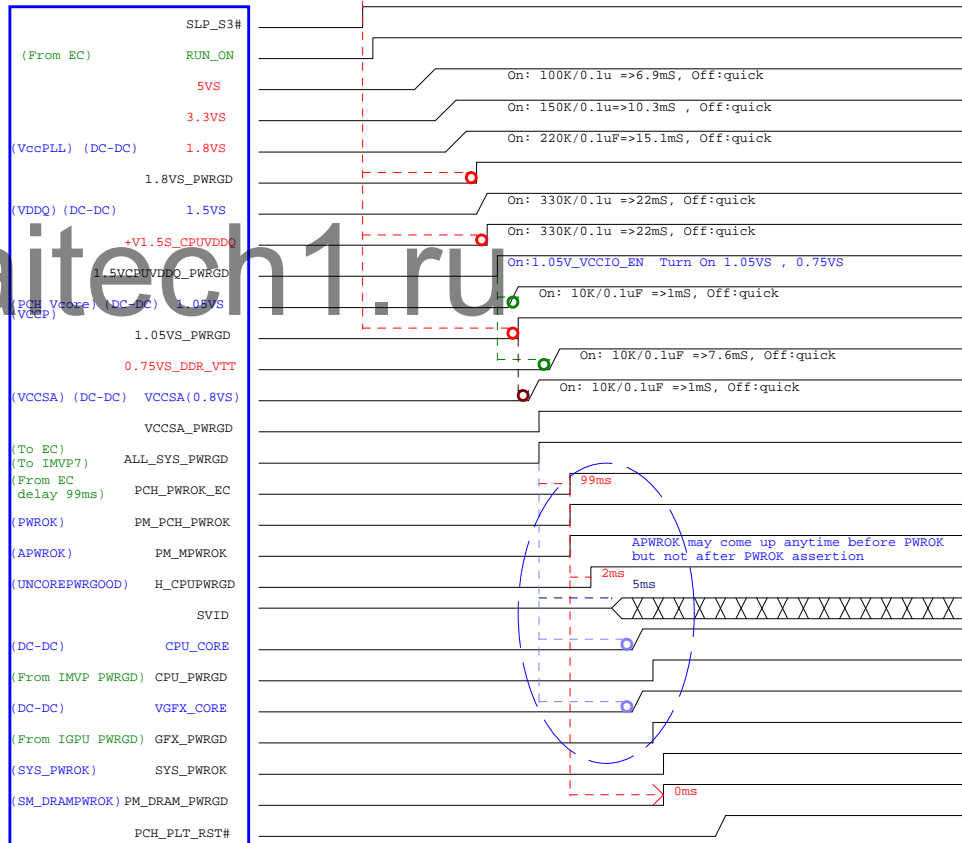 SLP_S3#
(From EC) RUN_ON
5VS On: 100K/0.1u =>6.9mS, Off:quick
3.3VS On: 150K/0.1u=>10.3mS , Off:quick
(VccPLL) (DC-DC) 1.8VS On: 220K/0.1uF=>15.1mS, Off:quick
1.8VS_PWRGD
(VDDQ) (DC-DC) 1.5VS On: 330K/0.1u =>22mS, Off:quick
+V1.5S_CPUVDDQ On: 330K/0.1u =>22mS, Off:quick
aitech1.ru
1.5VCPUVDDQ_PWRGD On:1.05V_VCCIO_EN Turn On 1.05VS , 0.75VS
(PCH Vcore) (DC-DC) 1.05VS On: 10K/0.1uF =>1mS, Off:quick
(VCCP)
1.05VS_PWRGD
0.75VS_DDR_VTT On: 10K/0.1uF =>7.6mS, Off:quick
(VCCSA) (DC-DC) VCCSA(0.8VS) On: 10K/0.1uF =>1mS, Off:quick
VCCSA_PWRGD
(To EC)
(To IMVP7) ALL_SYS_PWRGD
(From EC
delay 99ms) PCH_PWROK_EC 99ms
(PWROK) PM_PCH_PWROK
(APWROK) PM_MPWROK APWROK may come up anytime before PWROK
but not after PWROK assertion
(UNCOREPWRGOOD) H_CPUPWRGD 2ms
SVID 5ms
(DC-DC) CPU_CORE
(From IMVP PWRGD) CPU_PWRGD
(DC-DC) VGFX_CORE
(From IGPU PWRGD) GFX_PWRGD
(SYS_PWROK) SYS_PWROK
(SM_DRAMPWROK) PM_DRAM_PWRGD 0ms
PCH_PLT_RST#